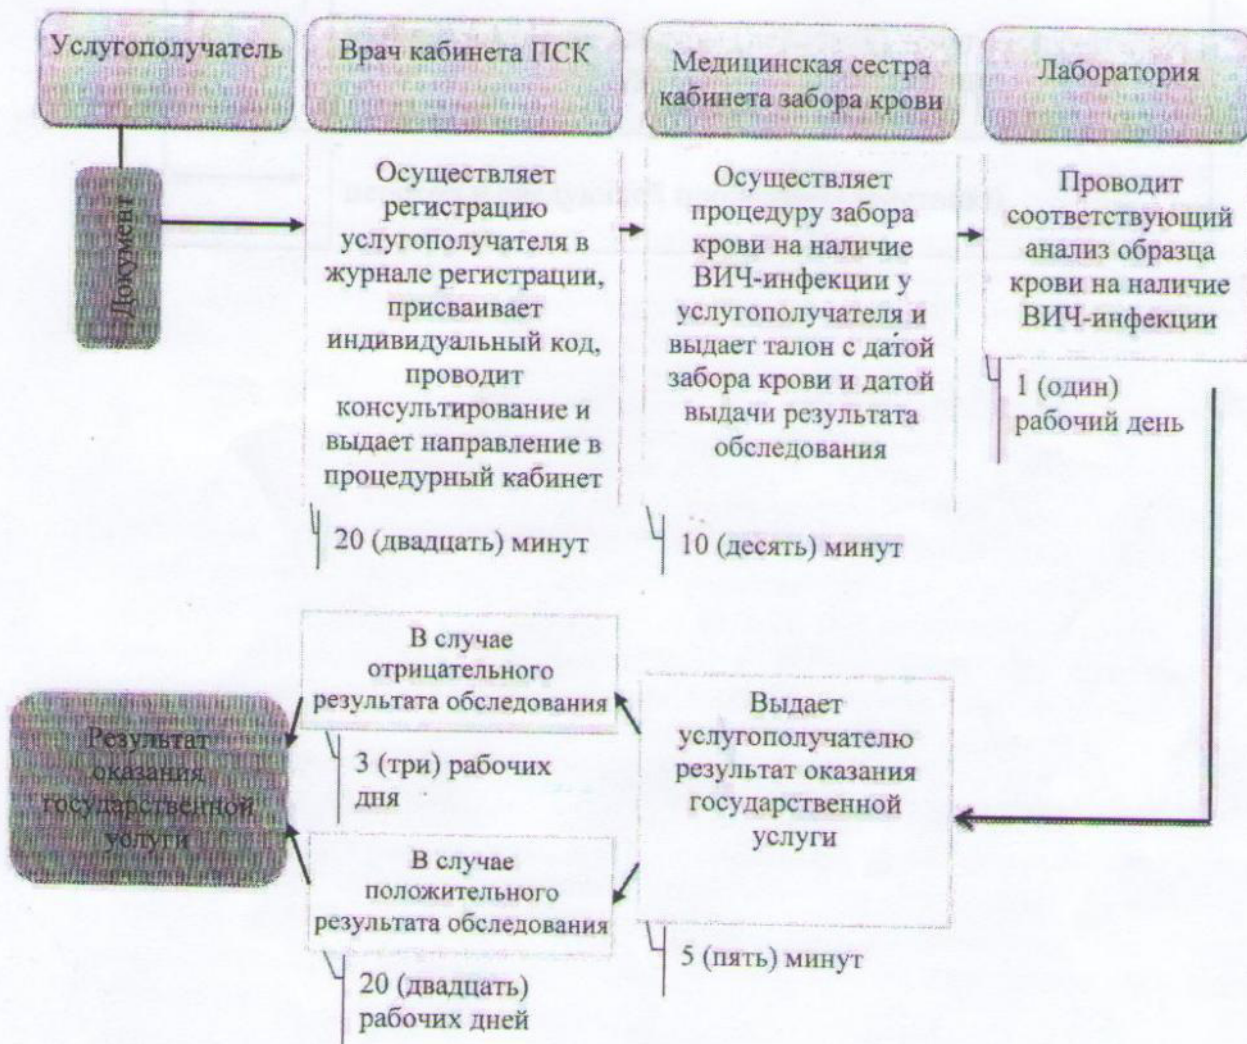 Услугополучатель
Врач кабинета ПСК
Медицинская сестра
кабинета забора крови
Лаборатория
Документ
Осуществляет
регистрацию
услугополучателя в
журнале регистрации,
присваивает
индивидуальный код,
проводит
консультирование и
выдает направление в
процедурный кабинет
20 (двадцать) минут
Осуществляет
процедуру забора
крови на наличие
ВИЧ-инфекции у
услугополучателя и
выдает талон с датой
забора крови и датой
выдачи результата
обследования
10 (десять) минут
Проводит
соответствующий
анализ образца
крови на наличие
ВИЧ-инфекции
1 (один)
рабочий день
Выдает
услугополучателю
результат оказания
государственной
услуги
5 (пять) минут
В случае
отрицательного
результата обследования
3 (три) рабочих
дня
В случае
положительного
результата обследования
20 (двадцать)
рабочих дней
Результат
оказания
государственной
услуги